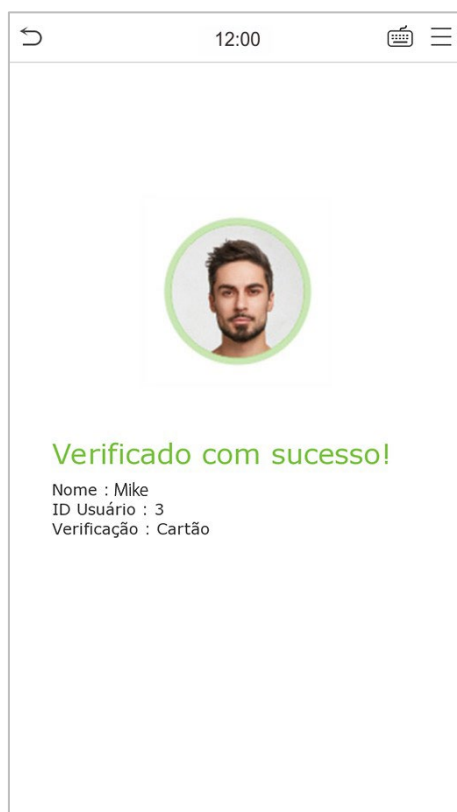 12:00
Verificado com sucesso!
Nome : Mike
ID Usuário : 3
Verificação : Cartão